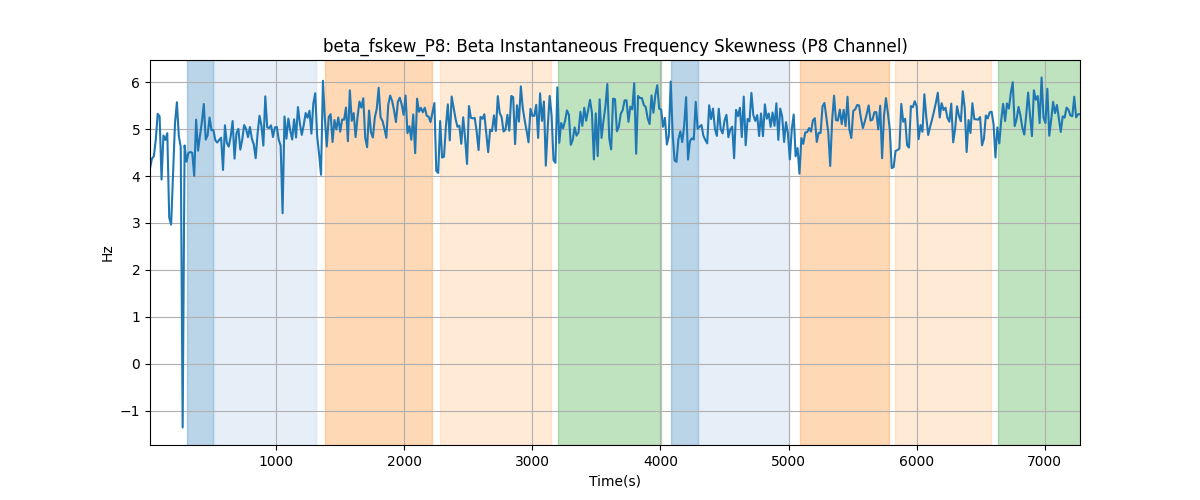 beta_fskew_P8: Beta Instantaneous Frequency Skewness (P8 Channel)
6
5
4
3
2
1
0
−1
Hz
1000 2000 3000 4000 5000 6000 7000
Time(s)